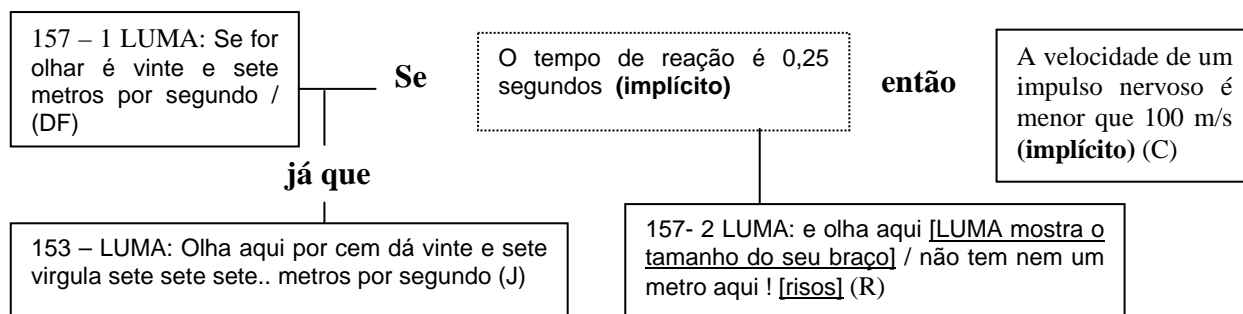 157 – 1 LUMA: Se for
olhar é vinte e sete
metros por segundo /
(DF)
Se
O tempo de reação é 0,25
segundos (implícito)
então
A velocidade de um
impulso nervoso é
menor que 100 m/s
(implícito) (C)
já que
153 – LUMA: Olha aqui por cem dá vinte e sete
virgula sete sete sete.. metros por segundo (J)
157- 2 LUMA: e olha aqui [LUMA mostra o
tamanho do seu braço] / não tem nem um
metro aqui ! [risos] (R)